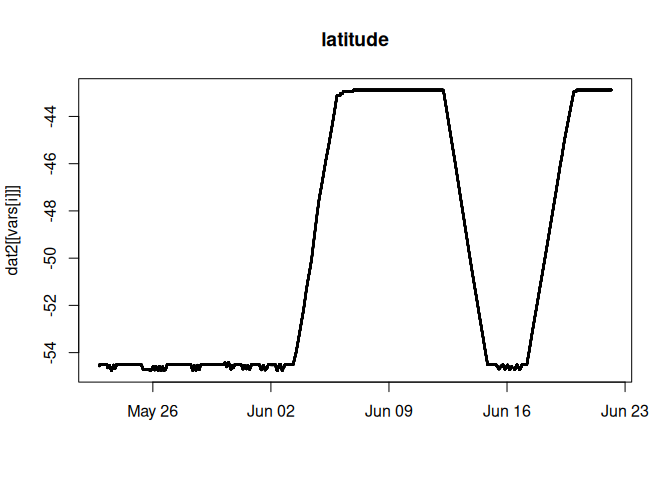 latitude
dat2[[vars[i]]]
-44
-46
-48
-50
-52
-54
May 26
Jun 02
Jun 09
Jun 16
Jun 23